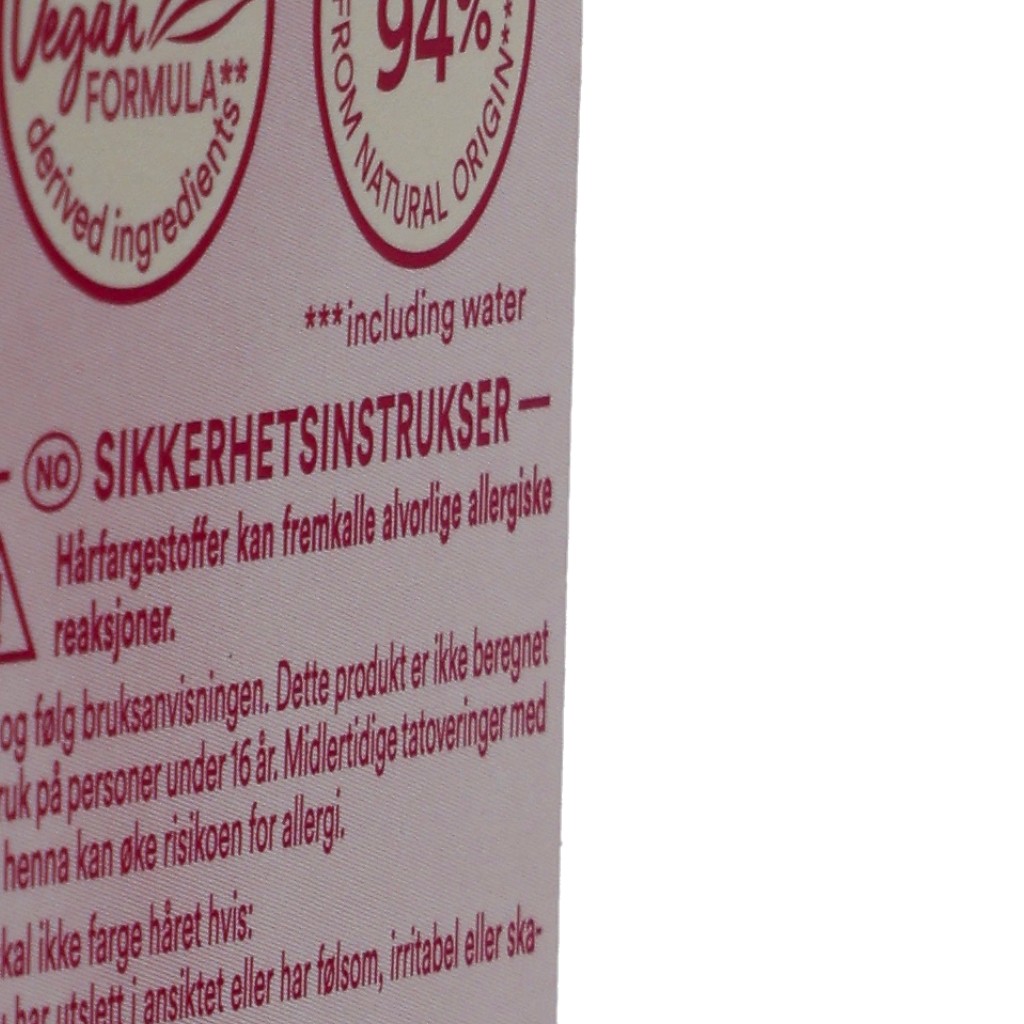 Vegan
FORMULA**
derived ingredients
94%
FROM NATURAL ORIGIN***
***including water
NO SIKKERHETSINSTRUKSER
Hårfargestoffer kan fremkalle alvorlige allergiske
reaksjoner.
og følg bruksanvisningen. Dette produkt er ikke beregnet
ruk på personer under 16 år. Midlertidige tatoveringer med
henna kan øke risikoen for allergi.
kal ikke farge håret hvis:
har utslett i ansiktet eller har følsom, irritabel eller ska-